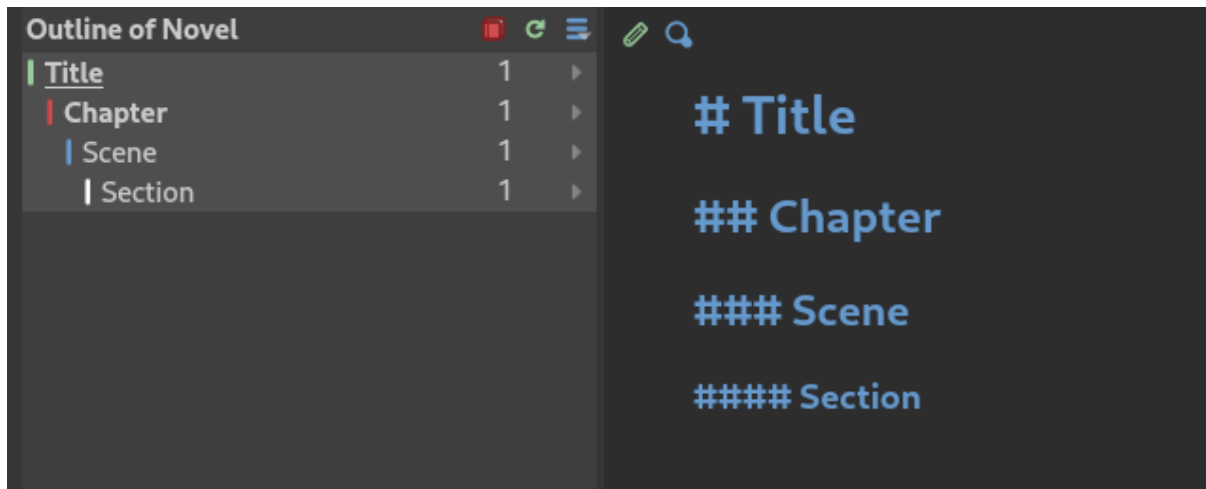 Outline of Novel
Title 1
Chapter 1
Scene 1
Section 1
# Title
## Chapter
### Scene
#### Section